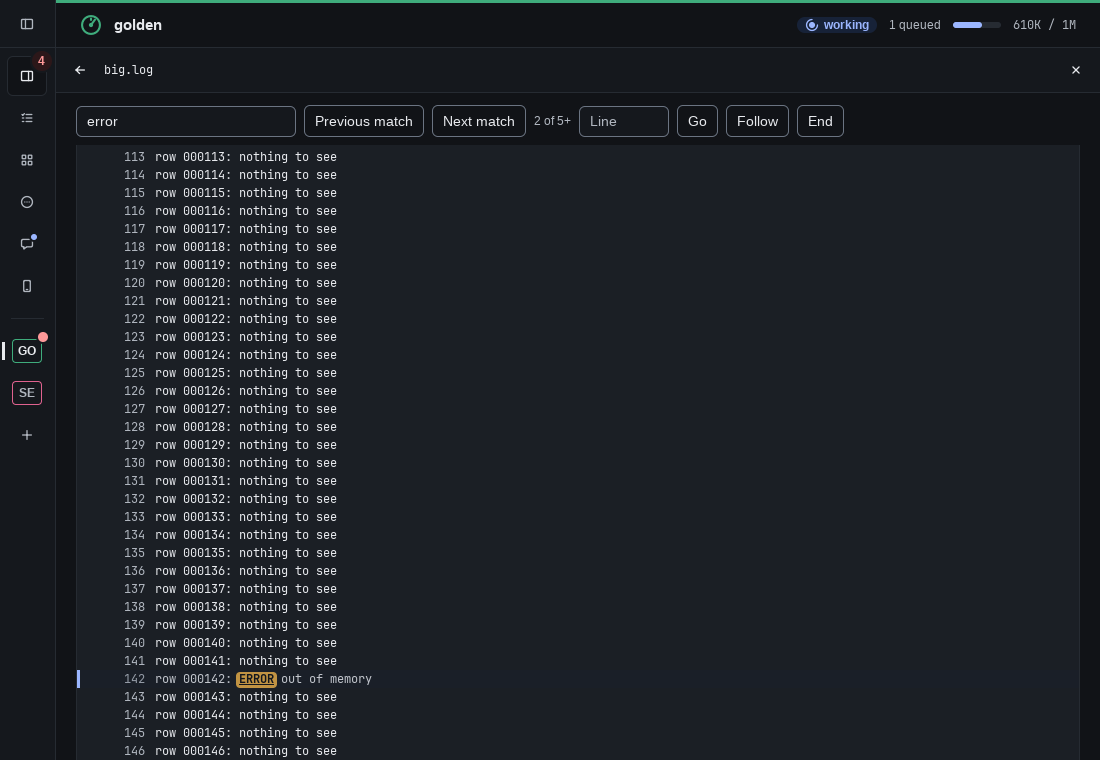 golden
working
1 queued
610K / 1M
4
big.log
error
Previous match
Next match
2 of 5+
Line
Go
Follow
End
113 row 000113: nothing to see
114 row 000114: nothing to see
115 row 000115: nothing to see
116 row 000116: nothing to see
117 row 000117: nothing to see
118 row 000118: nothing to see
119 row 000119: nothing to see
120 row 000120: nothing to see
121 row 000121: nothing to see
122 row 000122: nothing to see
123 row 000123: nothing to see
124 row 000124: nothing to see
125 row 000125: nothing to see
126 row 000126: nothing to see
127 row 000127: nothing to see
128 row 000128: nothing to see
129 row 000129: nothing to see
130 row 000130: nothing to see
131 row 000131: nothing to see
132 row 000132: nothing to see
133 row 000133: nothing to see
134 row 000134: nothing to see
135 row 000135: nothing to see
136 row 000136: nothing to see
137 row 000137: nothing to see
138 row 000138: nothing to see
139 row 000139: nothing to see
140 row 000140: nothing to see
141 row 000141: nothing to see
142 row 000142: ERROR out of memory
143 row 000143: nothing to see
144 row 000144: nothing to see
145 row 000145: nothing to see
146 row 000146: nothing to see
GO
SE